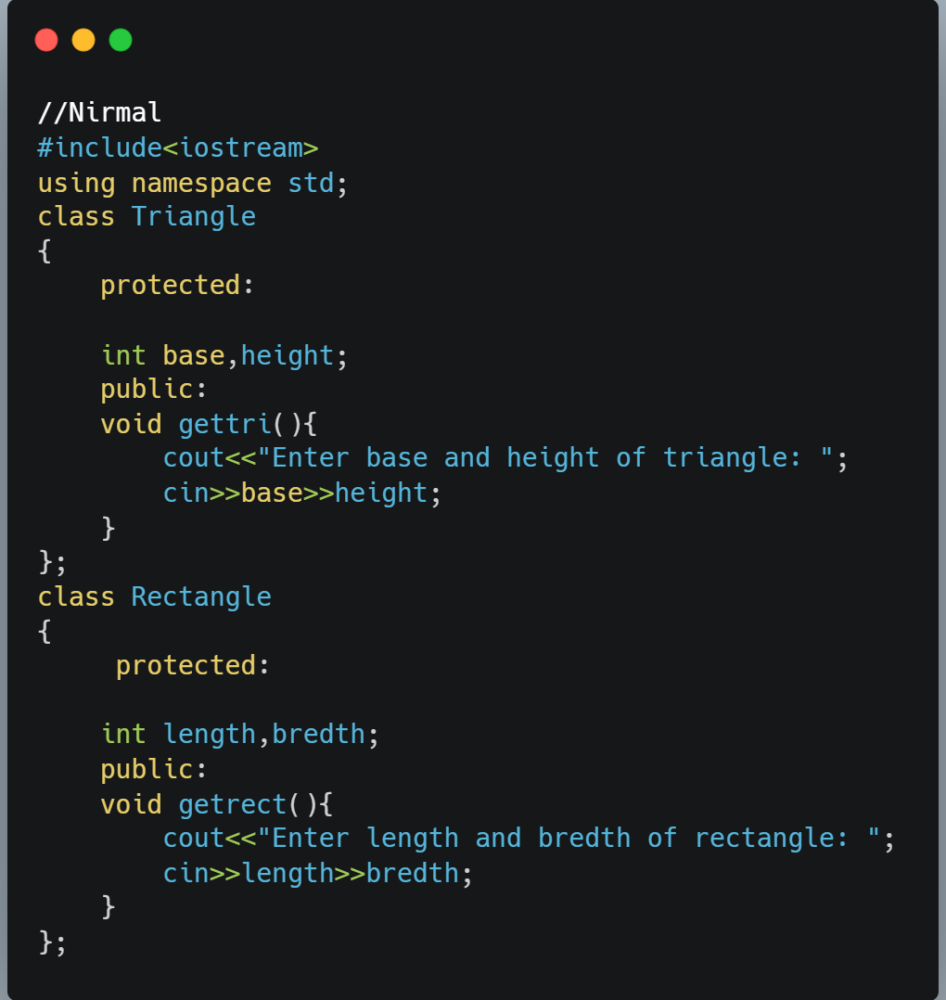 //Nirmal
#include<iostream>
using namespace std;
class Triangle
{
    protected:

    int base,height;
    public:
    void gettri(){
        cout<<"Enter base and height of triangle: ";
        cin>>base>>height;
    }
};
class Rectangle
{
     protected:

    int length,bredth;
    public:
    void getrect(){
        cout<<"Enter length and bredth of rectangle: ";
        cin>>length>>bredth;
    }
};